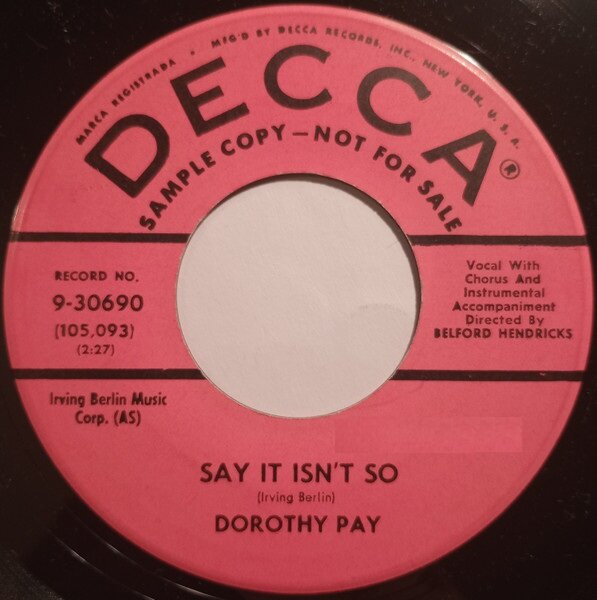 MARCA REGISTRADA • MFG'D BY DECCA RECORDS, INC., NEW YORK, U. S. A.
DECCA®
SAMPLE COPY — NOT FOR SALE
RECORD NO.
9-30690
(105,093)
(2:27)
Vocal With
Chorus And
Instrumental
Accompaniment
Directed By
BELFORD HENDRICKS
Irving Berlin Music
Corp. (AS)
SAY IT ISN'T SO
(Irving Berlin)
DOROTHY PAY